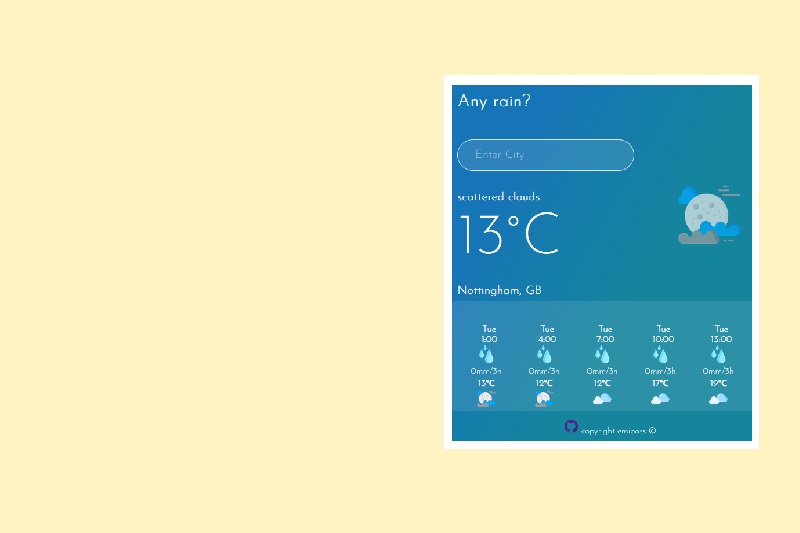 Any rain?
Enter City
scattered clouds
13°C
Nottingham, GB
Tue Tue Tue Tue Tue
1:00 4:00 7:00 10:00 13:00
0mm/3h 0mm/3h 0mm/3h 0mm/3h 0mm/3h
13°C 12°C 12°C 17°C 19°C
copyright emibors ©